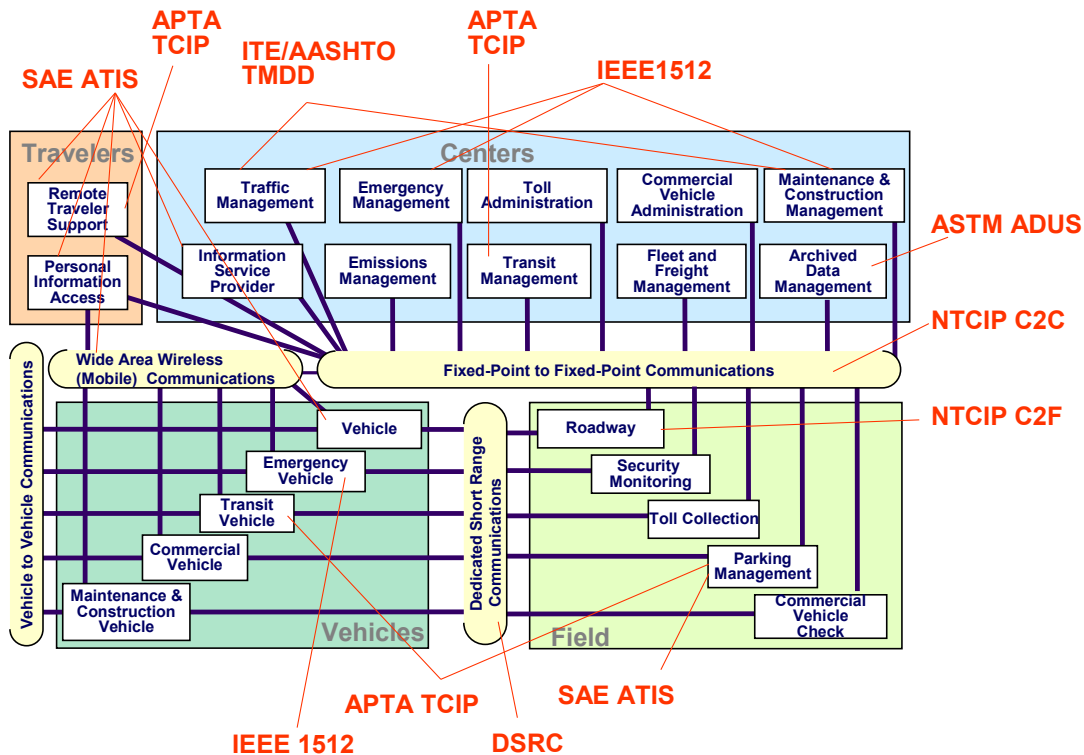 APTA
TCIP
APTA
TCIP
ITE/AASHTO
TMDD
SAE ATIS
IEEE1512
Travelers
Centers
Remote
Traveler
Support
Traffic
Management
Emergency
Management
Toll
Administration
Commercial
Vehicle
Administration
Maintenance &
Construction
Management
ASTM ADUS
Personal
Information
Access
Information
Service
Provider
Emissions
Management
Transit
Management
Fleet and
Freight
Management
Archived
Data
Management
NTCIP C2C
Wide Area Wireless
(Mobile) Communications
Fixed-Point to Fixed-Point Communications
NTCIP C2F
Vehicle to Vehicle Communications
Vehicle
Emergency
Vehicle
Transit
Vehicle
Commercial
Vehicle
Maintenance &
Construction
Vehicle
Vehicles
Dedicated Short Range
Communications
Roadway
Security
Monitoring
Toll Collection
Parking
Management
Commercial
Vehicle
Check
Field
APTA TCIP
SAE ATIS
IEEE 1512
DSRC